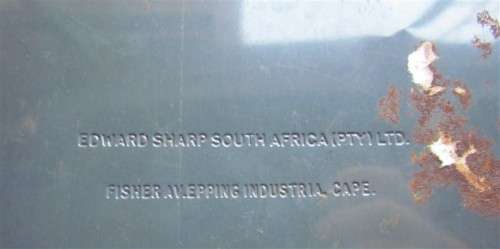 EDWARD SHARP SOUTH AFRICA (PTY) LTD.
FISHER AV. EPPING INDUSTRIA, CAPE.